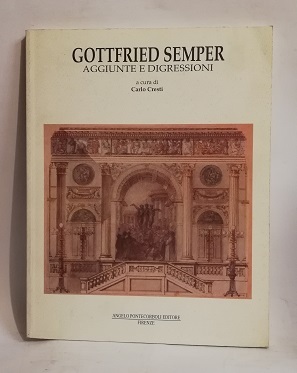 GOTTFRIED SEMPER
AGGIUNTE E DIGRESSIONI
a cura di
Carlo Cresti
ANGELO PONTECORBOLI EDITORE
FIRENZE